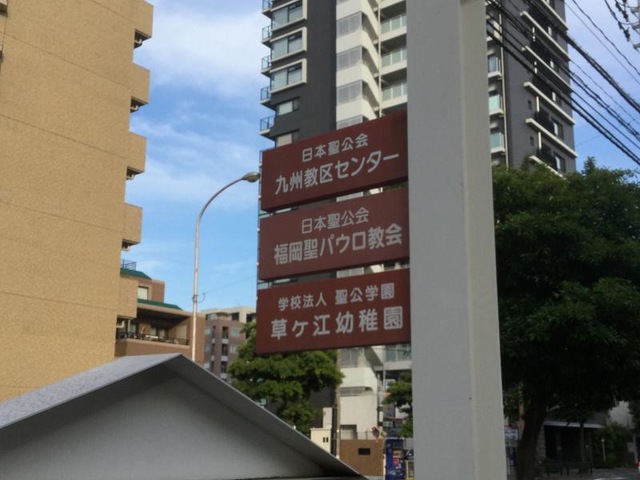 日本聖公会
九州教区センター
日本聖公会
福岡聖パウロ教会
学校法人 聖公学園
草ケ江幼稚園